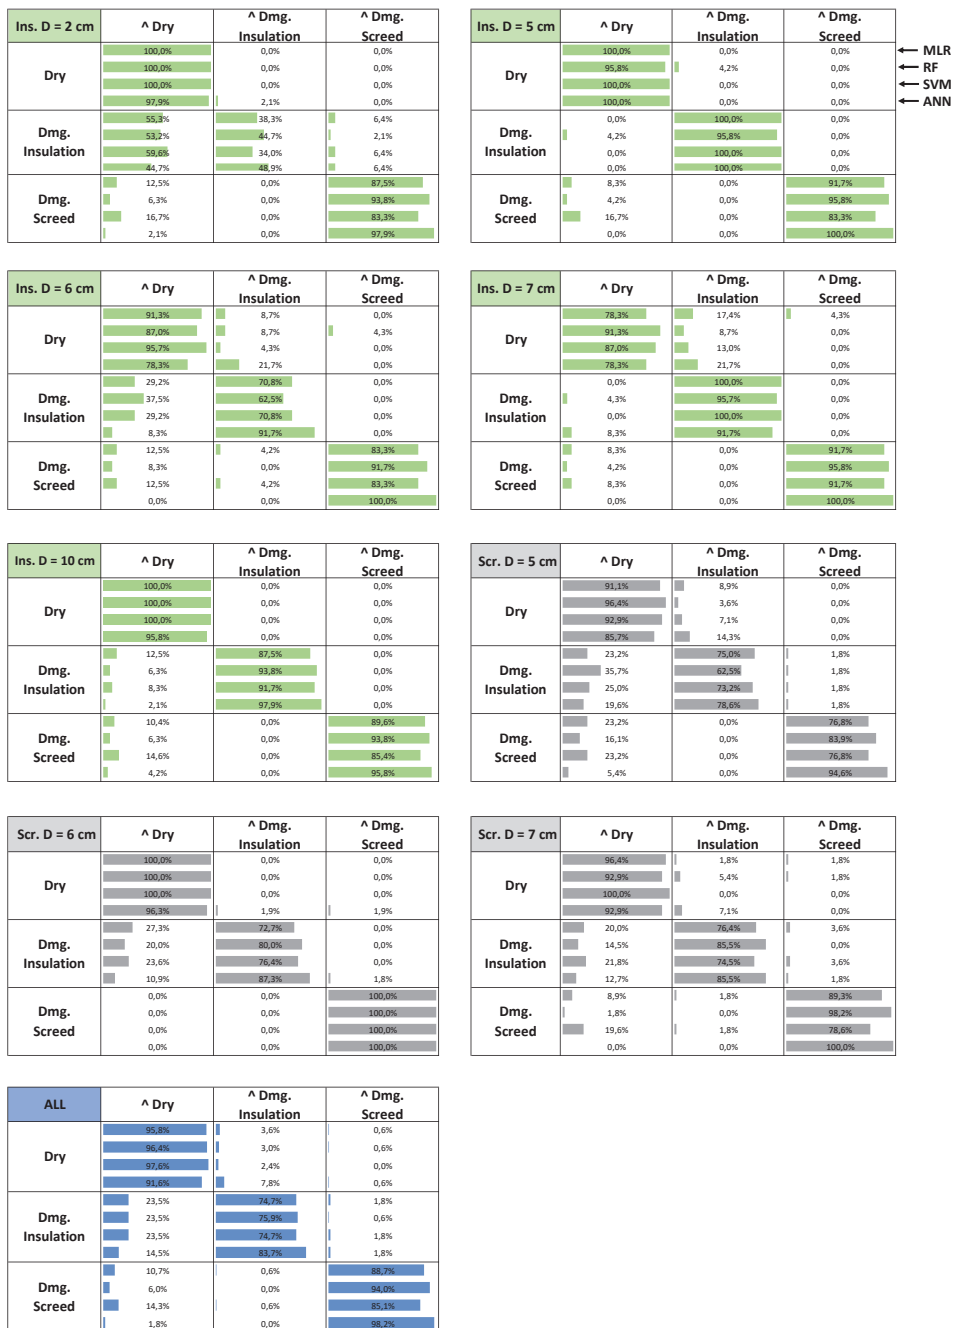 Ins. D = 2 cm ^ Dry ^ Dmg. Insulation ^ Dmg. Screed
Dry
100,0% 0,0% 0,0%
100,0% 0,0% 0,0%
100,0% 0,0% 0,0%
97,9% 2,1% 0,0%
Dmg. Insulation
55,3% 38,3% 6,4%
53,2% 44,7% 2,1%
59,6% 34,0% 6,4%
44,7% 48,9% 6,4%
Dmg. Screed
12,5% 0,0% 87,5%
6,3% 0,0% 93,8%
16,7% 0,0% 83,3%
2,1% 0,0% 97,9%
Ins. D = 5 cm ^ Dry ^ Dmg. Insulation ^ Dmg. Screed
Dry
100,0% 0,0% 0,0% MLR
95,8% 4,2% 0,0% RF
100,0% 0,0% 0,0% SVM
100,0% 0,0% 0,0% ANN
Dmg. Insulation
0,0% 100,0% 0,0%
4,2% 95,8% 0,0%
0,0% 100,0% 0,0%
0,0% 100,0% 0,0%
Dmg. Screed
8,3% 0,0% 91,7%
4,2% 0,0% 95,8%
16,7% 0,0% 83,3%
0,0% 0,0% 100,0%
Ins. D = 6 cm ^ Dry ^ Dmg. Insulation ^ Dmg. Screed
Dry
91,3% 8,7% 0,0%
87,0% 8,7% 4,3%
95,7% 4,3% 0,0%
78,3% 21,7% 0,0%
Dmg. Insulation
29,2% 70,8% 0,0%
37,5% 62,5% 0,0%
29,2% 70,8% 0,0%
8,3% 91,7% 0,0%
Dmg. Screed
12,5% 4,2% 83,3%
8,3% 0,0% 91,7%
12,5% 4,2% 83,3%
0,0% 0,0% 100,0%
Ins. D = 7 cm ^ Dry ^ Dmg. Insulation ^ Dmg. Screed
Dry
78,3% 17,4% 4,3%
91,3% 8,7% 0,0%
87,0% 13,0% 0,0%
78,3% 21,7% 0,0%
Dmg. Insulation
0,0% 100,0% 0,0%
4,3% 95,7% 0,0%
0,0% 100,0% 0,0%
8,3% 91,7% 0,0%
Dmg. Screed
8,3% 0,0% 91,7%
4,2% 0,0% 95,8%
8,3% 0,0% 91,7%
0,0% 0,0% 100,0%
Ins. D = 10 cm ^ Dry ^ Dmg. Insulation ^ Dmg. Screed
Dry
100,0% 0,0% 0,0%
100,0% 0,0% 0,0%
100,0% 0,0% 0,0%
95,8% 0,0% 0,0%
Dmg. Insulation
12,5% 87,5% 0,0%
6,3% 93,8% 0,0%
8,3% 91,7% 0,0%
2,1% 97,9% 0,0%
Dmg. Screed
10,4% 0,0% 89,6%
6,3% 0,0% 93,8%
14,6% 0,0% 85,4%
4,2% 0,0% 95,8%
Scr. D = 5 cm ^ Dry ^ Dmg. Insulation ^ Dmg. Screed
Dry
91,1% 8,9% 0,0%
96,4% 3,6% 0,0%
92,9% 7,1% 0,0%
85,7% 14,3% 0,0%
Dmg. Insulation
23,2% 75,0% 1,8%
35,7% 62,5% 1,8%
25,0% 73,2% 1,8%
19,6% 78,6% 1,8%
Dmg. Screed
23,2% 0,0% 76,8%
16,1% 0,0% 83,9%
23,2% 0,0% 76,8%
5,4% 0,0% 94,6%
Scr. D = 6 cm ^ Dry ^ Dmg. Insulation ^ Dmg. Screed
Dry
100,0% 0,0% 0,0%
100,0% 0,0% 0,0%
100,0% 0,0% 0,0%
96,3% 1,9% 1,9%
Dmg. Insulation
27,3% 72,7% 0,0%
20,0% 80,0% 0,0%
23,6% 76,4% 0,0%
10,9% 87,3% 1,8%
Dmg. Screed
0,0% 0,0% 100,0%
0,0% 0,0% 100,0%
0,0% 0,0% 100,0%
0,0% 0,0% 100,0%
Scr. D = 7 cm ^ Dry ^ Dmg. Insulation ^ Dmg. Screed
Dry
96,4% 1,8% 1,8%
92,9% 5,4% 1,8%
100,0% 0,0% 0,0%
92,9% 7,1% 0,0%
Dmg. Insulation
20,0% 76,4% 3,6%
14,5% 85,5% 0,0%
21,8% 74,5% 3,6%
12,7% 85,5% 1,8%
Dmg. Screed
8,9% 1,8% 89,3%
1,8% 0,0% 98,2%
19,6% 1,8% 78,6%
0,0% 0,0% 100,0%
ALL ^ Dry ^ Dmg. Insulation ^ Dmg. Screed
Dry
95,8% 3,6% 0,6%
96,4% 3,0% 0,6%
97,6% 2,4% 0,0%
91,6% 7,8% 0,6%
Dmg. Insulation
23,5% 74,7% 1,8%
23,5% 75,9% 0,6%
23,5% 74,7% 1,8%
14,5% 83,7% 1,8%
Dmg. Screed
10,7% 0,6% 88,7%
6,0% 0,0% 94,0%
14,3% 0,6% 85,1%
1,8% 0,0% 98,2%